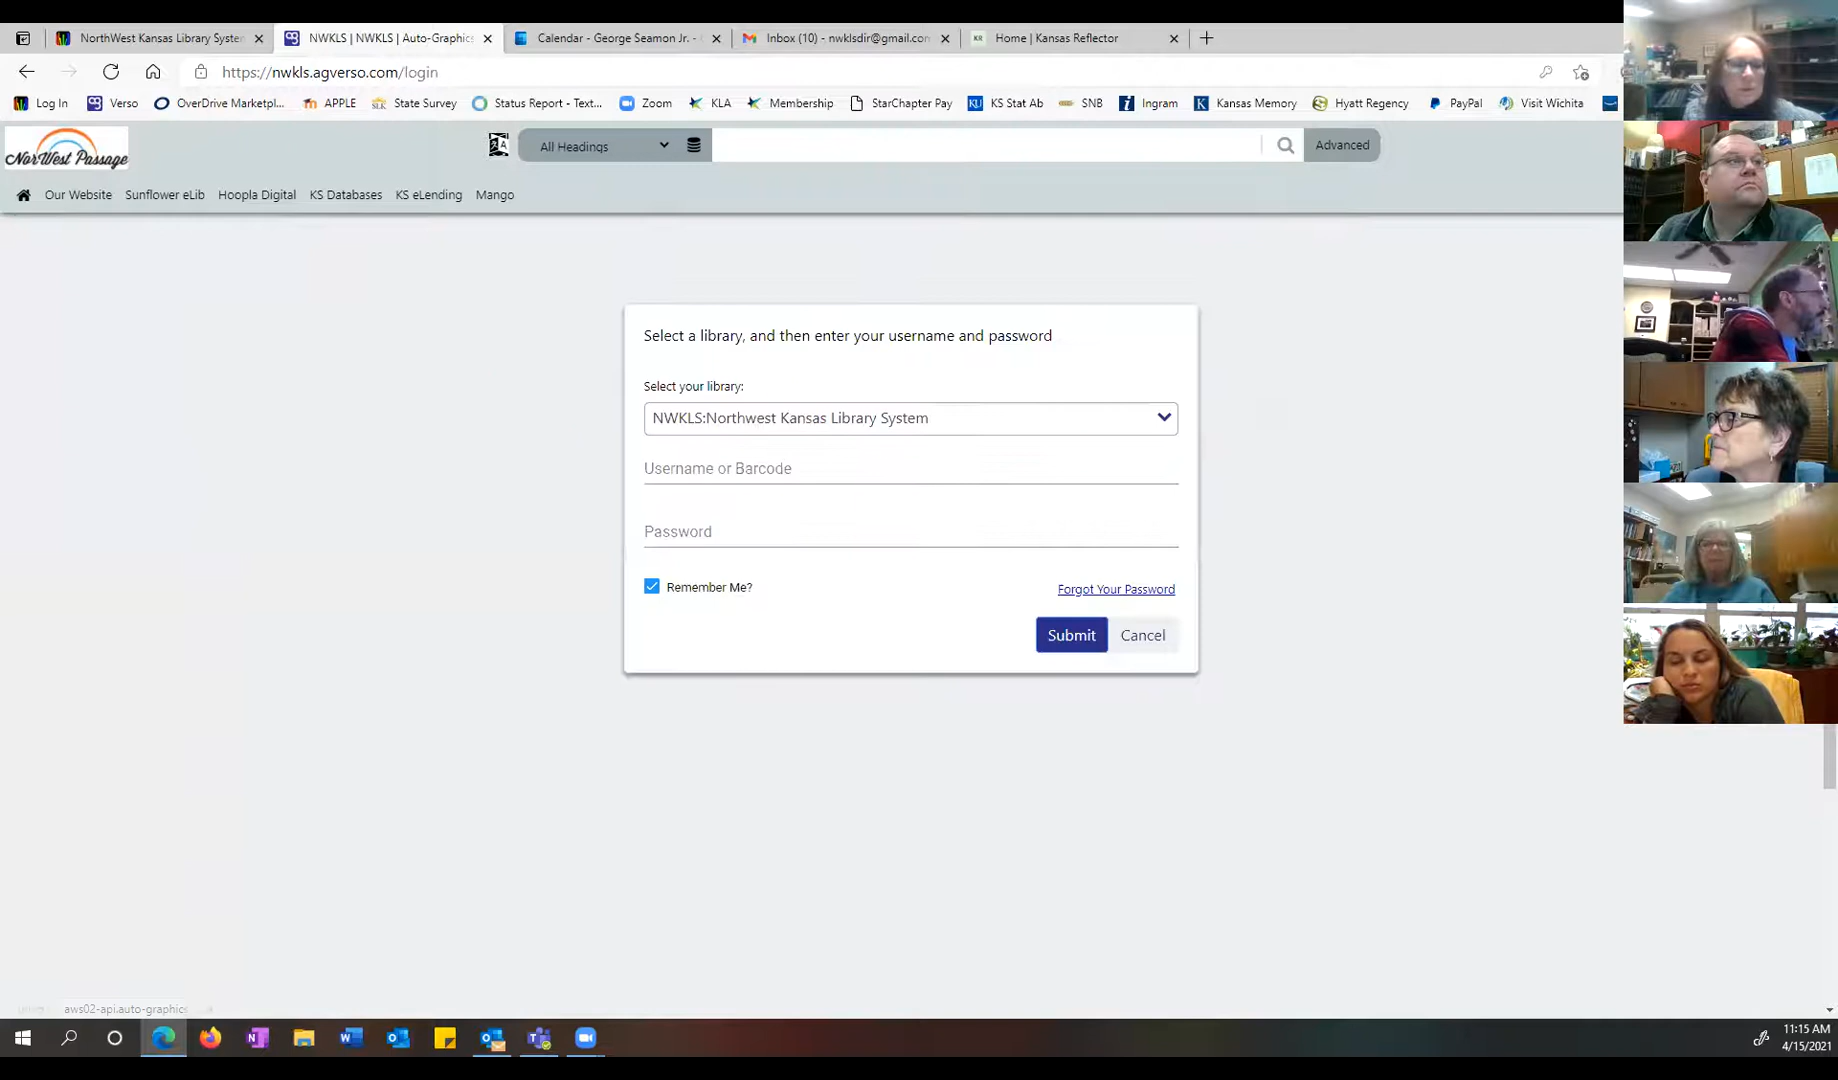 NorthWest Kansas Library System
NWKLS | NWKLS | Auto-Graphics
Calendar - George Seamon Jr. -
Inbox (10) - nwklsdir@gmail.com
KR Home | Kansas Reflector
https://nwkls.agverso.com/login
Log In Verso OverDrive Marketpl... APPLE State Survey Status Report - Text... Zoom KLA Membership StarChapter Pay KU KS Stat Ab SNB Ingram Kansas Memory Hyatt Regency PayPal Visit Wichita
NorWest Passage
All Headings
Advanced
Our Website Sunflower eLib Hoopla Digital KS Databases KS eLending Mango
Select a library, and then enter your username and password
Select your library:
NWKLS:Northwest Kansas Library System
Username or Barcode
Password
Remember Me?
Forgot Your Password
Submit Cancel
aws02-api.auto-graphics
11:15 AM
4/15/2021